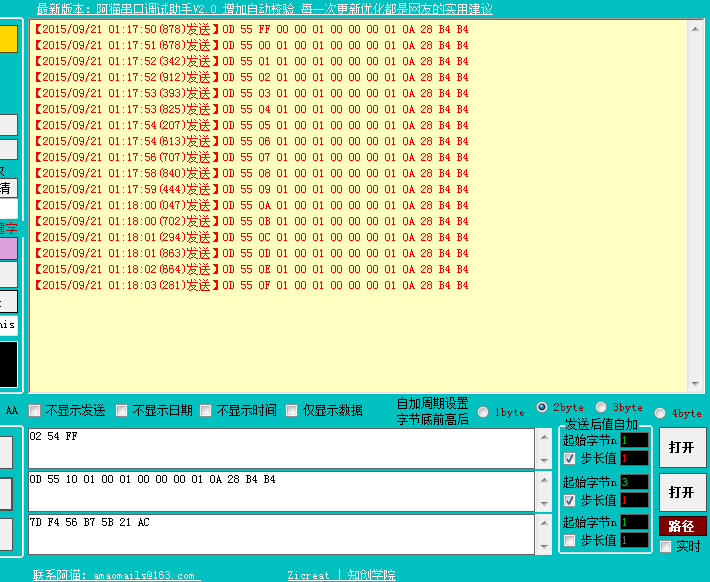 最新版本：阿猫串口调试助手V2.0 增加自动校验 每一次更新优化都是网友的实用建议
【2015/09/21 01:17:50(878)发送】0D 55 FF 00 00 01 00 00 00 01 0A 28 B4 B4
【2015/09/21 01:17:51(678)发送】0D 55 00 01 00 01 00 00 00 01 0A 28 B4 B4
【2015/09/21 01:17:52(342)发送】0D 55 01 01 00 01 00 00 00 01 0A 28 B4 B4
【2015/09/21 01:17:52(912)发送】0D 55 02 01 00 01 00 00 00 01 0A 28 B4 B4
【2015/09/21 01:17:53(393)发送】0D 55 03 01 00 01 00 00 00 01 0A 28 B4 B4
【2015/09/21 01:17:53(825)发送】0D 55 04 01 00 01 00 00 00 01 0A 28 B4 B4
【2015/09/21 01:17:54(207)发送】0D 55 05 01 00 01 00 00 00 01 0A 28 B4 B4
【2015/09/21 01:17:54(613)发送】0D 55 06 01 00 01 00 00 00 01 0A 28 B4 B4
【2015/09/21 01:17:56(707)发送】0D 55 07 01 00 01 00 00 00 01 0A 28 B4 B4
【2015/09/21 01:17:58(840)发送】0D 55 08 01 00 01 00 00 00 01 0A 28 B4 B4
【2015/09/21 01:17:59(444)发送】0D 55 09 01 00 01 00 00 00 01 0A 28 B4 B4
【2015/09/21 01:18:00(047)发送】0D 55 0A 01 00 01 00 00 00 01 0A 28 B4 B4
【2015/09/21 01:18:00(702)发送】0D 55 0B 01 00 01 00 00 00 01 0A 28 B4 B4
【2015/09/21 01:18:01(294)发送】0D 55 0C 01 00 01 00 00 00 01 0A 28 B4 B4
【2015/09/21 01:18:01(863)发送】0D 55 0D 01 00 01 00 00 00 01 0A 28 B4 B4
【2015/09/21 01:18:02(664)发送】0D 55 0E 01 00 01 00 00 00 01 0A 28 B4 B4
【2015/09/21 01:18:03(281)发送】0D 55 0F 01 00 01 00 00 00 01 0A 28 B4 B4
清
字
his
AA 不显示发送 不显示日期 不显示时间 仅显示数据
自加周期设置
字节底前高后
1byte 2byte 3byte 4byte
02 54 FF
0D 55 10 01 00 01 00 00 00 01 0A 28 B4 B4
7D F4 56 B7 5B 21 AC
发送后值自加
起始字节n 1
步长值 1
起始字节n 3
步长值 1
起始字节n 1
步长值 1
打开
打开
路径
实时
联系阿猫：amaomails@163.com
Zicreat | 知创学院